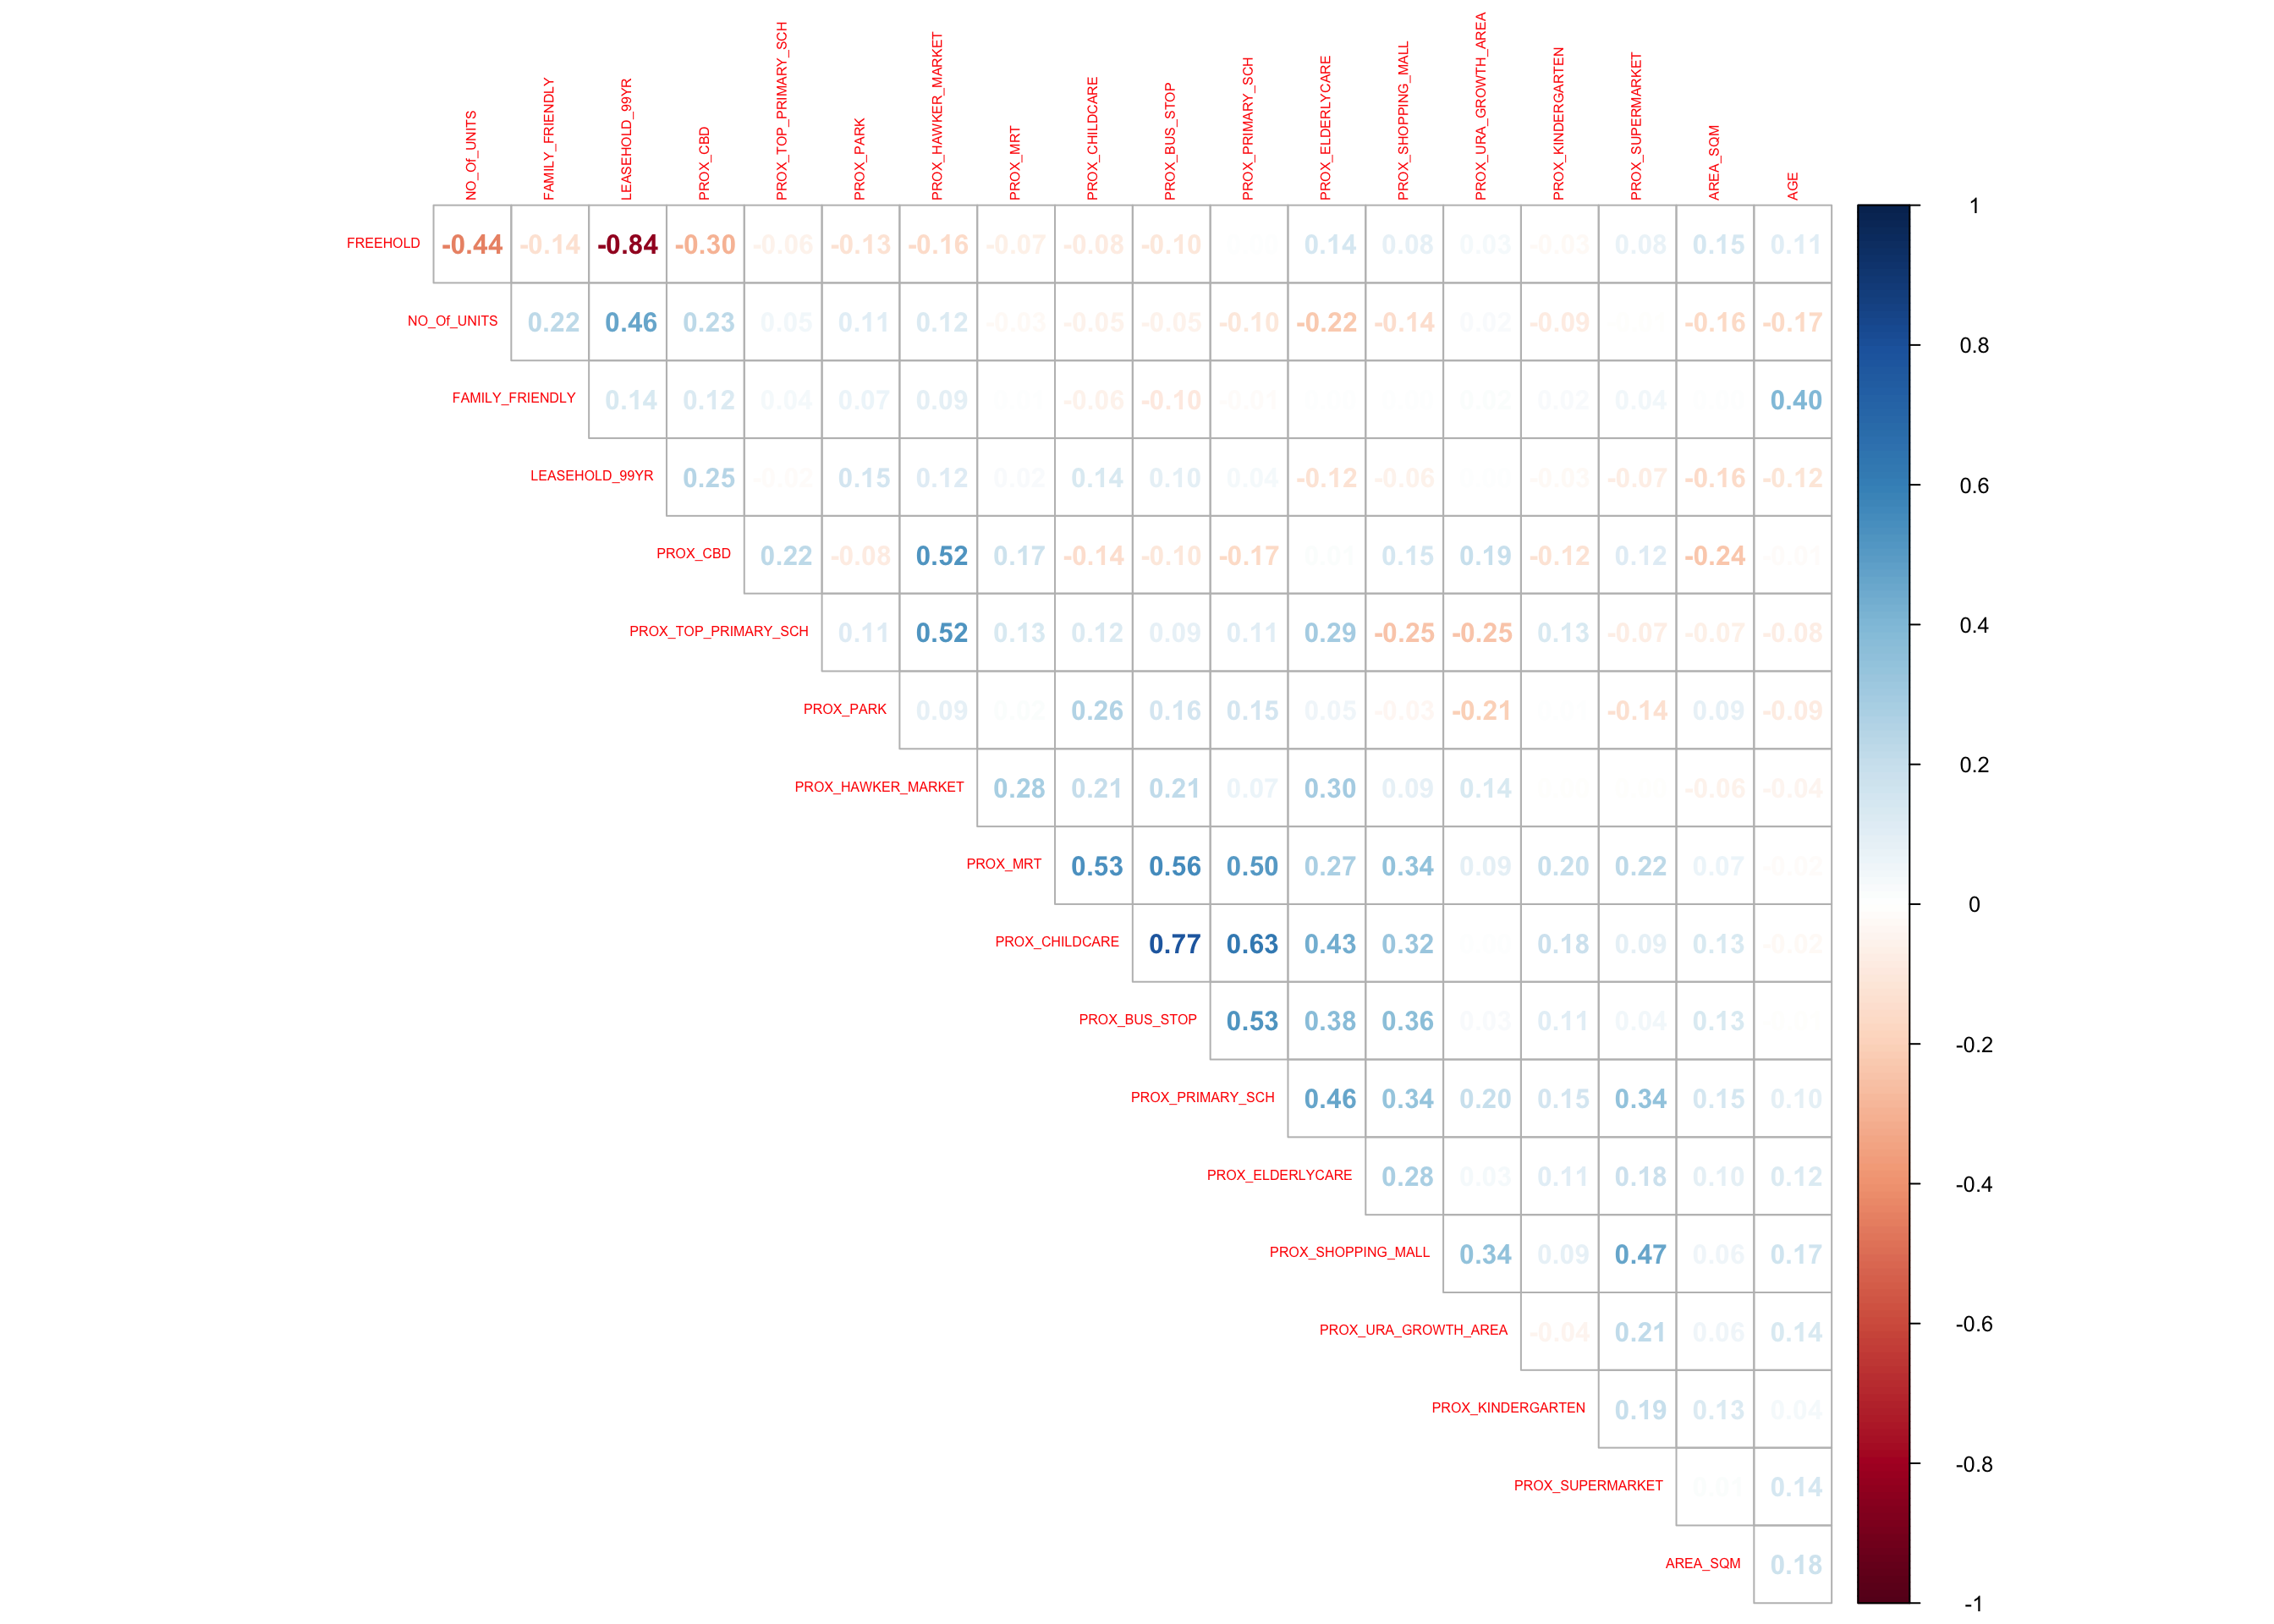 NO_Of_UNITS FAMILY_FRIENDLY LEASEHOLD_99YR PROX_CBD PROX_TOP_PRIMARY_SCH PROX_PARK PROX_HAWKER_MARKET PROX_MRT PROX_CHILDCARE PROX_BUS_STOP PROX_PRIMARY_SCH PROX_ELDERLYCARE PROX_SHOPPING_MALL PROX_URA_GROWTH_AREA PROX_KINDERGARTEN PROX_SUPERMARKET AREA_SQM AGE
FREEHOLD -0.44 -0.14 -0.84 -0.30 -0.06 -0.13 -0.16 -0.07 -0.08 -0.10 0.14 0.08 0.03 -0.03 0.08 0.15 0.11
NO_Of_UNITS 0.22 0.46 0.23 0.05 0.11 0.12 -0.03 -0.05 -0.05 -0.10 -0.22 -0.14 0.02 -0.09 -0.16 -0.17
FAMILY_FRIENDLY 0.14 0.12 0.04 0.07 0.09 -0.06 -0.10 -0.01 0.02 0.02 0.04 0.40
LEASEHOLD_99YR 0.25 -0.02 0.15 0.12 0.02 0.14 0.10 0.04 -0.12 -0.06 -0.03 -0.07 -0.16 -0.12
PROX_CBD 0.22 -0.08 0.52 0.17 -0.14 -0.10 -0.17 0.01 0.15 0.19 -0.12 0.12 -0.24 -0.01
PROX_TOP_PRIMARY_SCH 0.11 0.52 0.13 0.12 0.09 0.11 0.29 -0.25 -0.25 0.13 -0.07 -0.07 -0.08
PROX_PARK 0.09 0.02 0.26 0.16 0.15 0.05 -0.03 -0.21 -0.14 0.09 -0.09
PROX_HAWKER_MARKET 0.28 0.21 0.21 0.07 0.30 0.09 0.14 -0.06 -0.04
PROX_MRT 0.53 0.56 0.50 0.27 0.34 0.09 0.20 0.22 0.07 -0.02
PROX_CHILDCARE 0.77 0.63 0.43 0.32 0.18 0.09 0.13 -0.02
PROX_BUS_STOP 0.53 0.38 0.36 0.03 0.11 0.04 0.13
PROX_PRIMARY_SCH 0.46 0.34 0.20 0.15 0.34 0.15 0.10
PROX_ELDERLYCARE 0.28 0.03 0.11 0.18 0.10 0.12
PROX_SHOPPING_MALL 0.34 0.09 0.47 0.06 0.17
PROX_URA_GROWTH_AREA -0.04 0.21 0.06 0.14
PROX_KINDERGARTEN 0.19 0.13 0.04
PROX_SUPERMARKET 0.01 0.14
AREA_SQM 0.18
1
0.8
0.6
0.4
0.2
0
-0.2
-0.4
-0.6
-0.8
-1